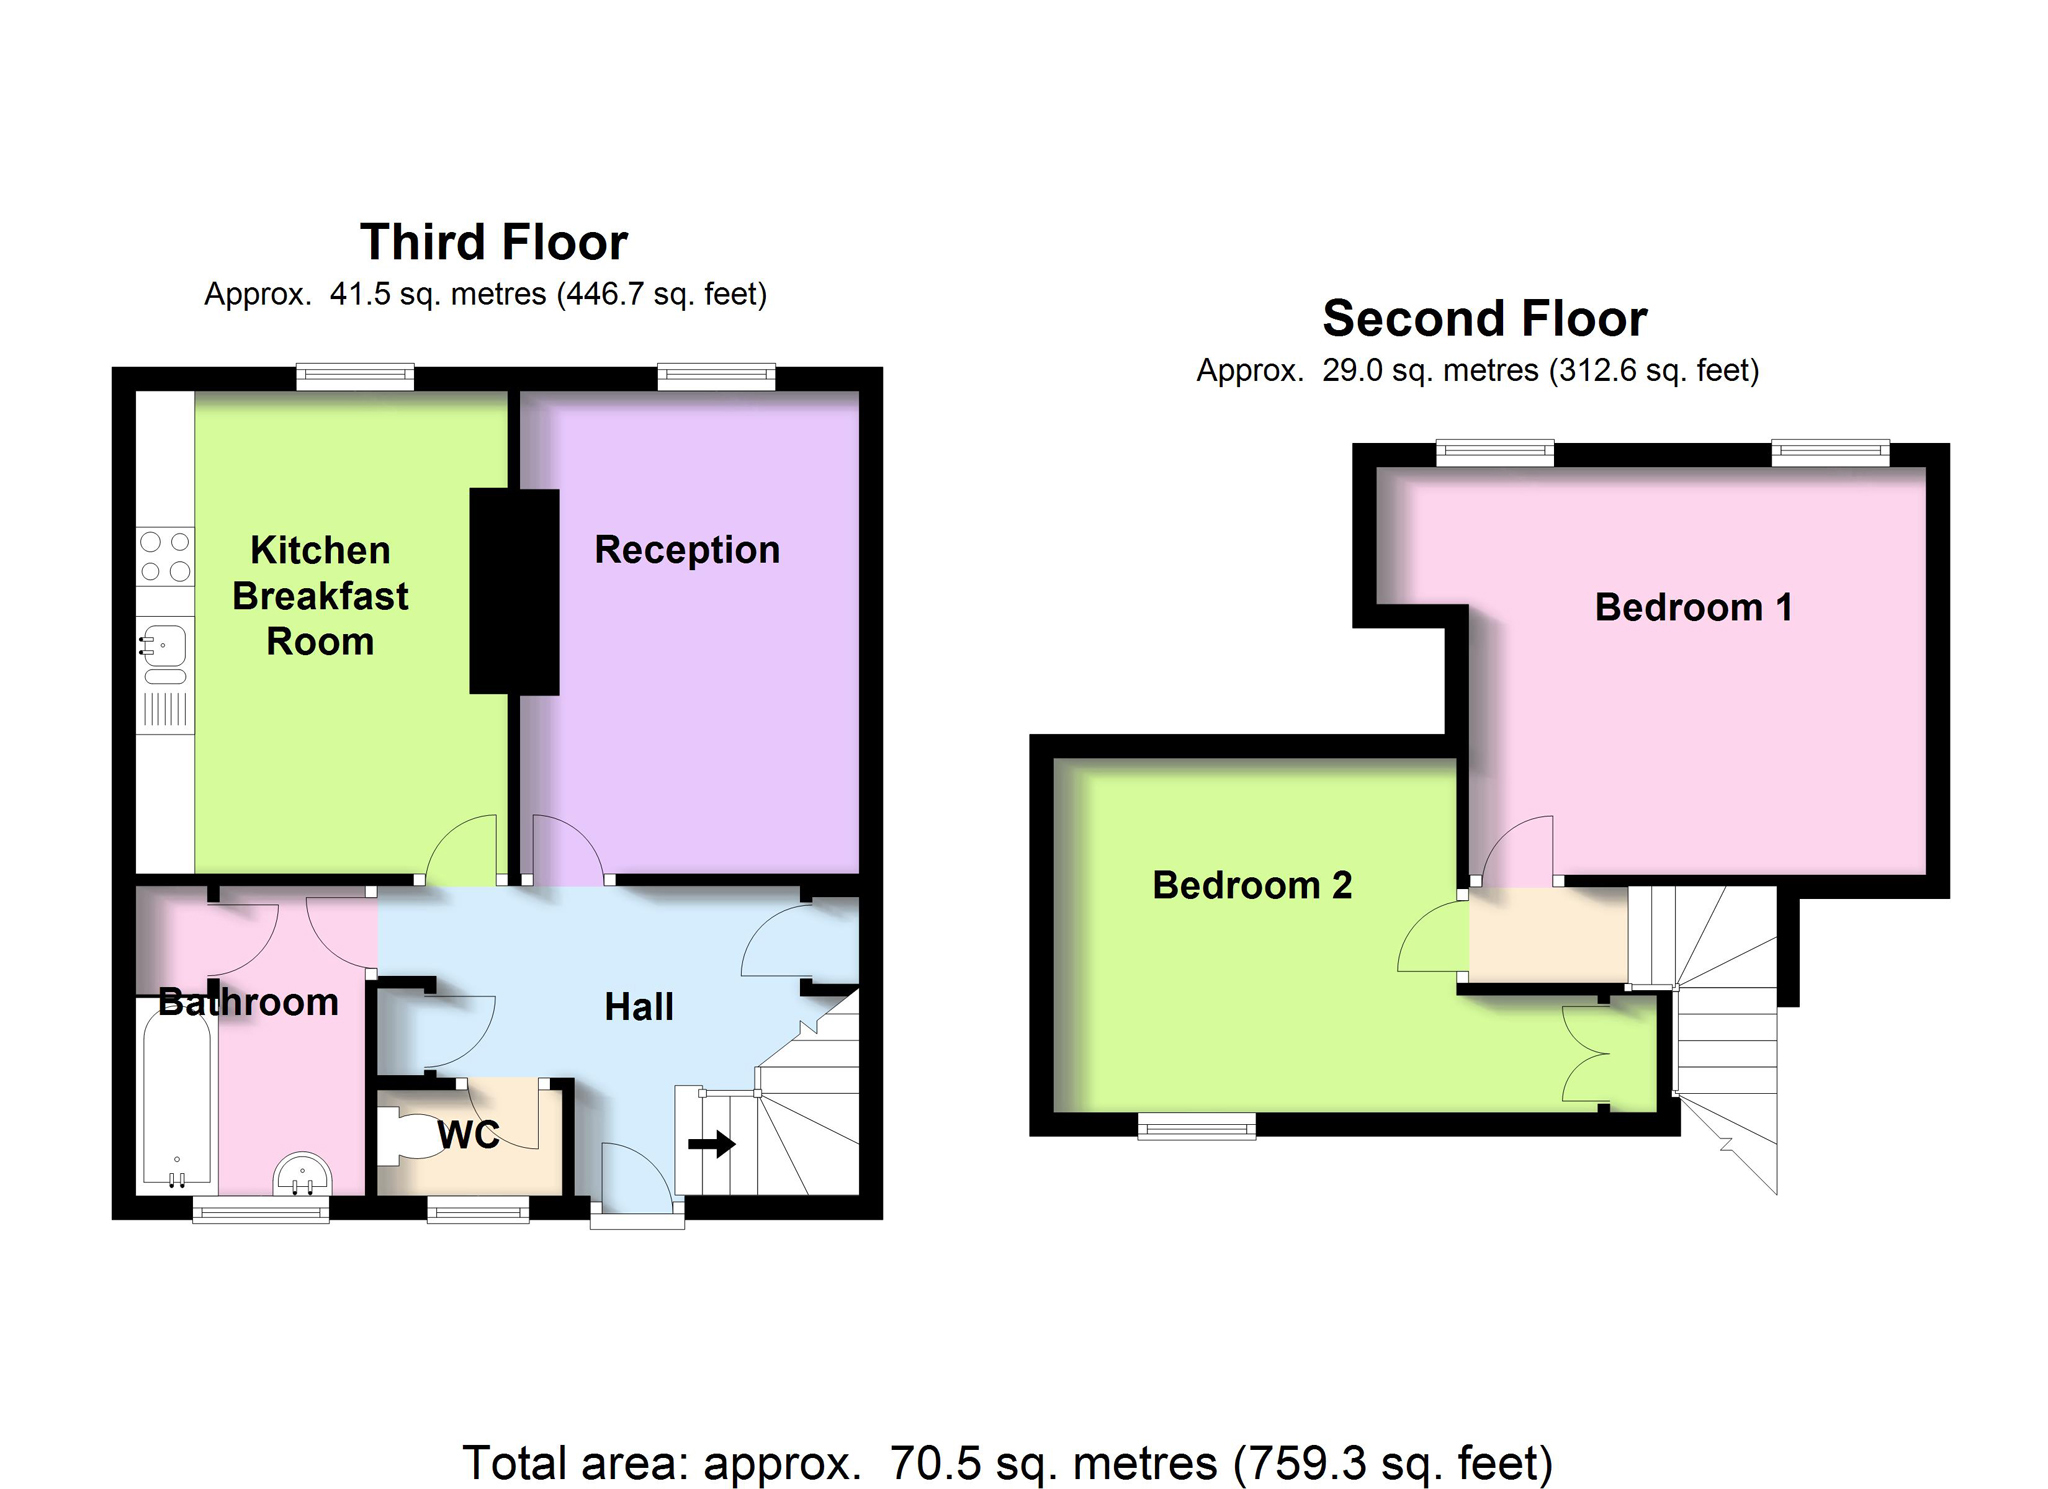 Third Floor
Approx. 41.5 sq. metres (446.7 sq. feet)
Kitchen
Breakfast
Room
Reception
Bathroom
Hall
WC
Second Floor
Approx. 29.0 sq. metres (312.6 sq. feet)
Bedroom 1
Bedroom 2
Total area: approx. 70.5 sq. metres (759.3 sq. feet)